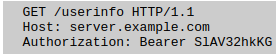 GET /userinfo HTTP/1.1
Host: server.example.com
Authorization: Bearer SlAV32hkKG